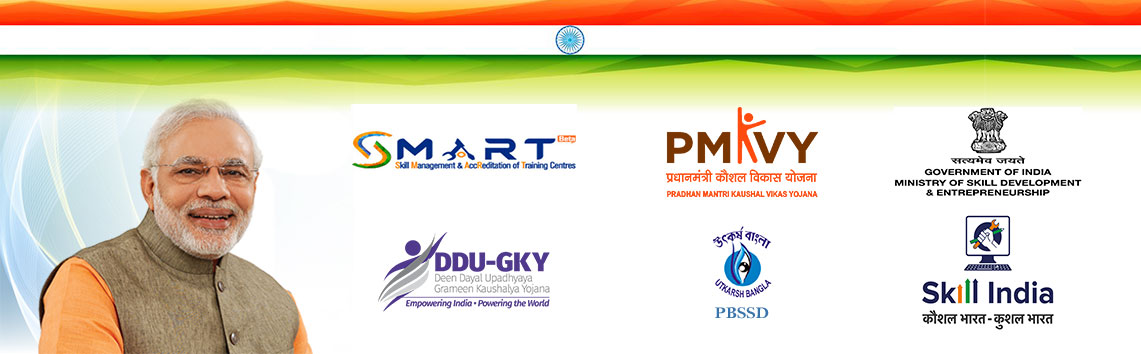 SMART
Beta
Skill Management & AccReditation of Training Centres
PMKVY
प्रधानमंत्री कौशल विकास योजना
PRADHAN MANTRI KAUSHAL VIKAS YOJANA
सत्यमेव जयते
GOVERNMENT OF INDIA
MINISTRY OF SKILL DEVELOPMENT
& ENTREPRENEURSHIP
DDU-GKY
Deen Dayal Upadhyaya
Grameen Kaushalya Yojana
Empowering India • Powering the World
উৎকর্ষ বাংলা
UTKARSH BANGLA
PBSSD
Skill India
कौशल भारत - कुशल भारत